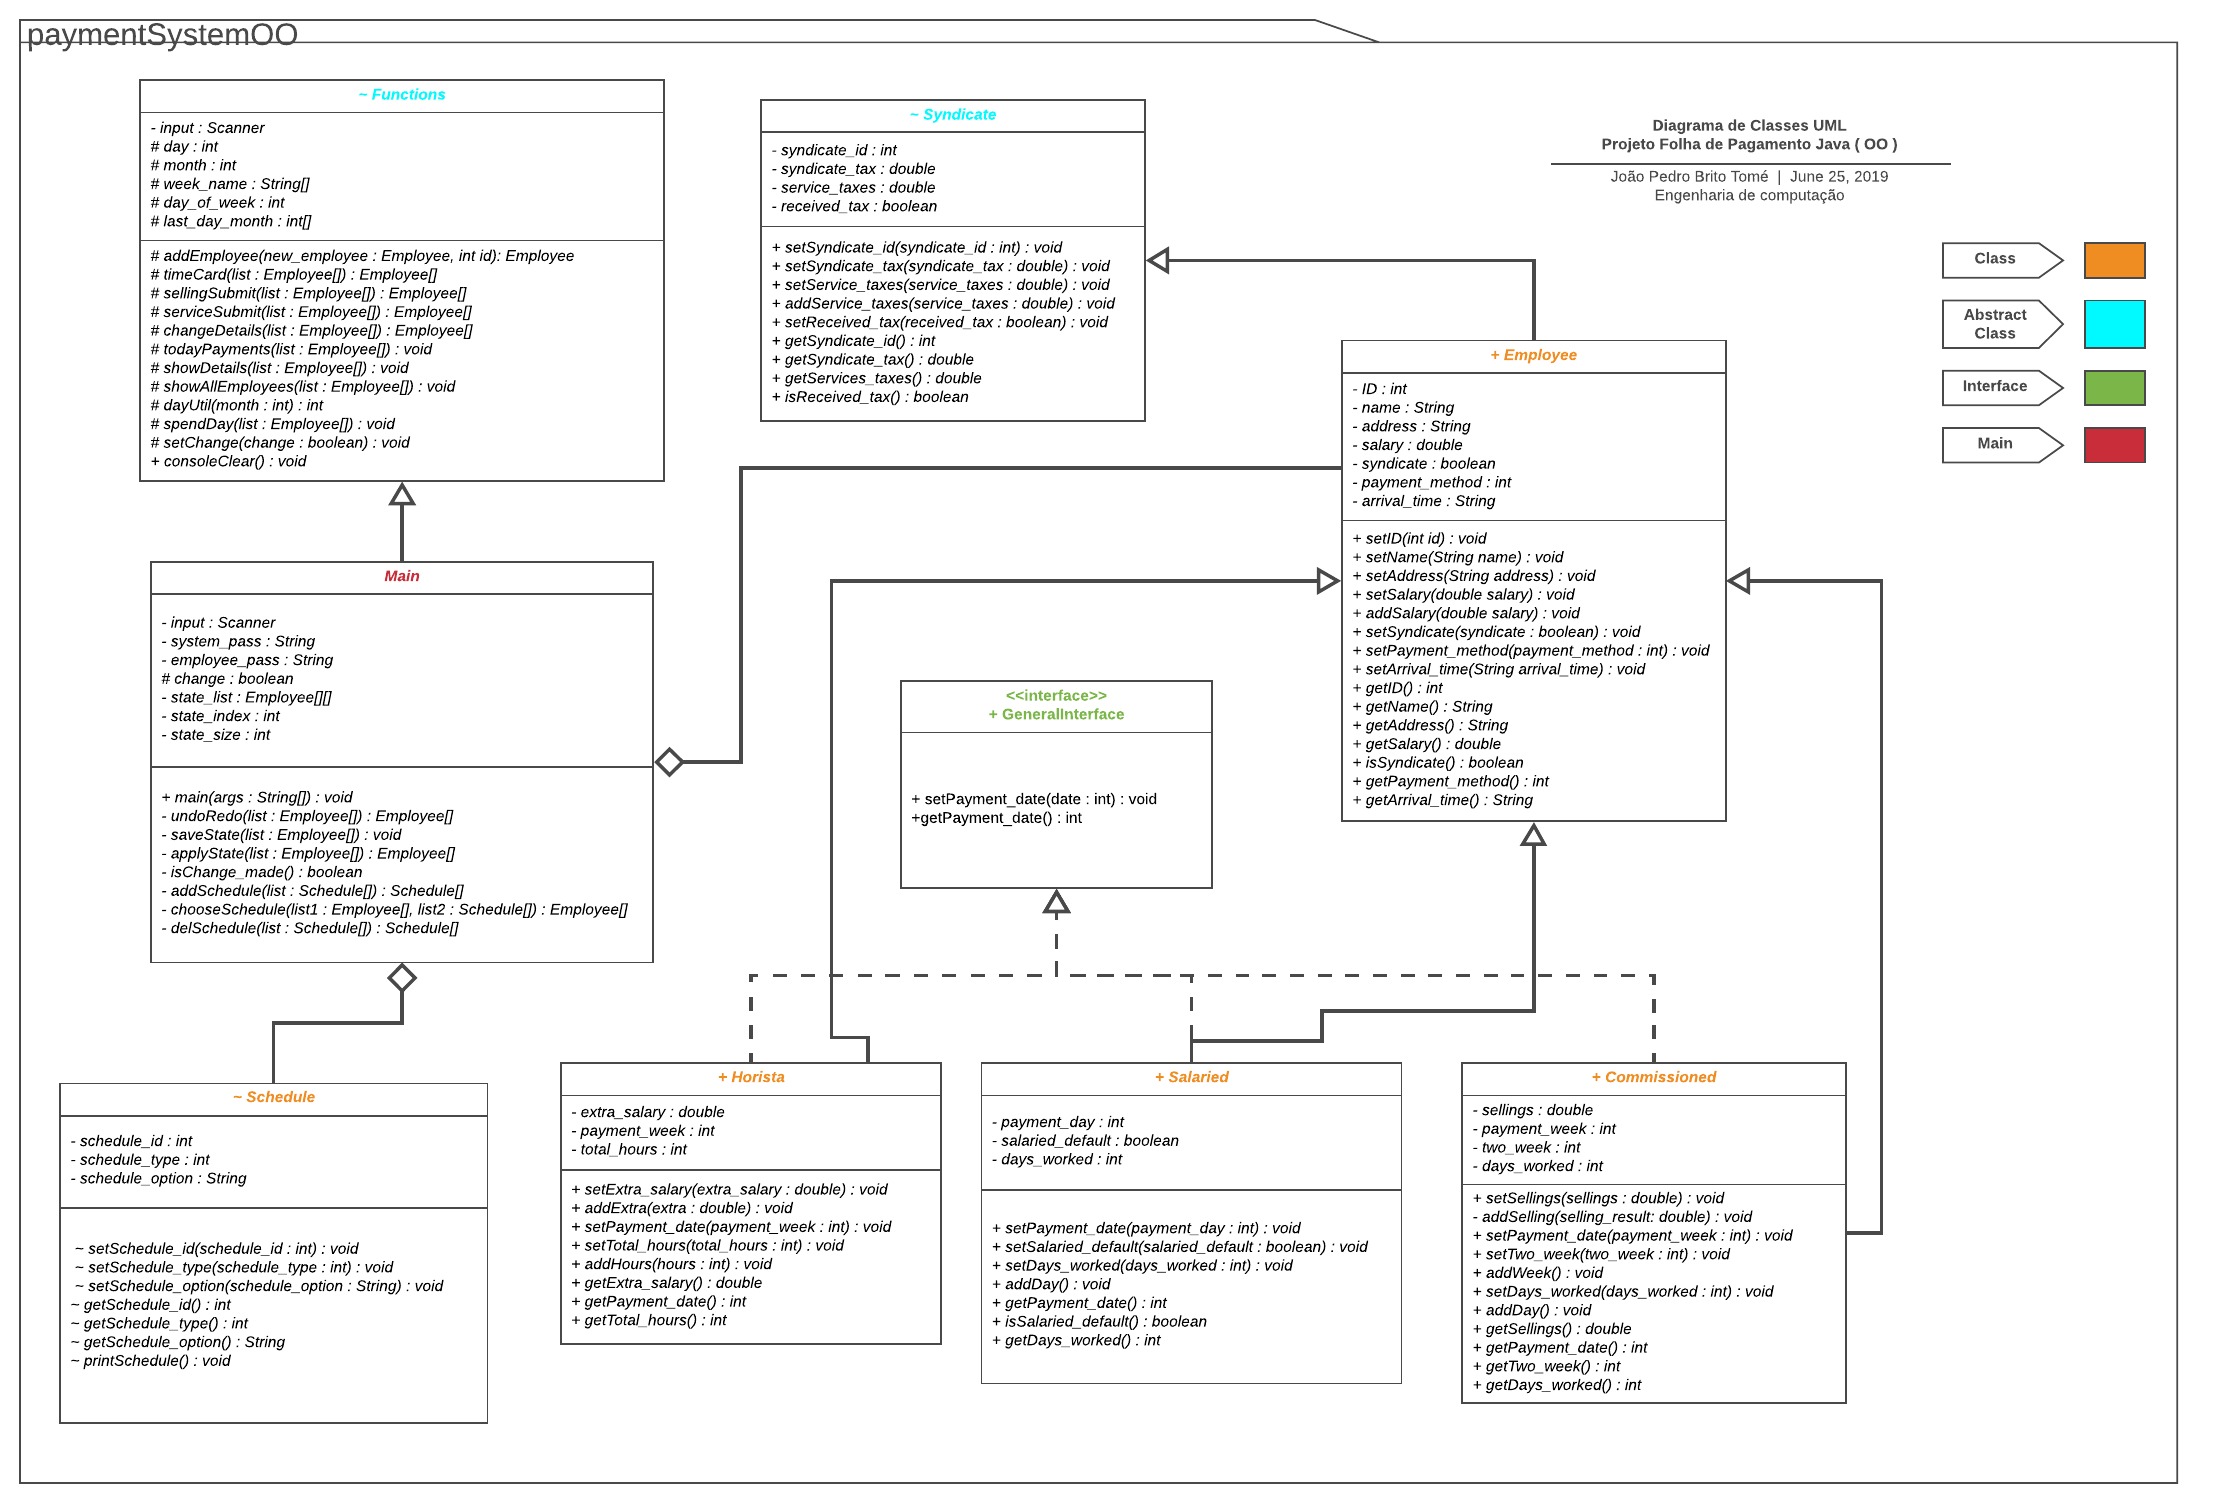 paymentSystemOO
~ Functions
- input : Scanner
# day : int
# month : int
# week_name : String[]
# day_of_week : int
# last_day_month : int[]
# addEmployee(new_employee : Employee, int id): Employee
# timeCard(list : Employee[]) : Employee[]
# sellingSubmit(list : Employee[]) : Employee[]
# serviceSubmit(list : Employee[]) : Employee[]
# changeDetails(list : Employee[]) : Employee[]
# todayPayments(list : Employee[]) : void
# showDetails(list : Employee[]) : void
# showAllEmployees(list : Employee[]) : void
# dayUtil(month : int) : int
# spendDay(list : Employee[]) : void
# setChange(change : boolean) : void
+ consoleClear() : void
~ Syndicate
- syndicate_id : int
- syndicate_tax : double
- service_taxes : double
- received_tax : boolean
+ setSyndicate_id(syndicate_id : int) : void
+ setSyndicate_tax(syndicate_tax : double) : void
+ setService_taxes(service_taxes : double) : void
+ addService_taxes(service_taxes : double) : void
+ setReceived_tax(received_tax : boolean) : void
+ getSyndicate_id() : int
+ getSyndicate_tax() : double
+ getServices_taxes() : double
+ isReceived_tax() : boolean
Diagrama de Classes UML
Projeto Folha de Pagamento Java ( OO )
João Pedro Brito Tomé | June 25, 2019
Engenharia de computação
Class
Abstract
Class
Interface
Main
+ Employee
- ID : int
- name : String
- address : String
- salary : double
- syndicate : boolean
- payment_method : int
- arrival_time : String
+ setID(int id) : void
+ setName(String name) : void
+ setAddress(String address) : void
+ setSalary(double salary) : void
+ addSalary(double salary) : void
+ setSyndicate(syndicate : boolean) : void
+ setPayment_method(payment_method : int) : void
+ setArrival_time(String arrival_time) : void
+ getID() : int
+ getName() : String
+ getAddress() : String
+ getSalary() : double
+ isSyndicate() : boolean
+ getPayment_method() : int
+ getArrival_time() : String
Main
- input : Scanner
- system_pass : String
- employee_pass : String
# change : boolean
- state_list : Employee[][]
- state_index : int
- state_size : int
+ main(args : String[]) : void
- undoRedo(list : Employee[]) : Employee[]
- saveState(list : Employee[]) : void
- applyState(list : Employee[]) : Employee[]
- isChange_made() : boolean
- addSchedule(list : Schedule[]) : Schedule[]
- chooseSchedule(list1 : Employee[], list2 : Schedule[]) : Employee[]
- delSchedule(list : Schedule[]) : Schedule[]
<<interface>>
+ GeneralInterface
+ setPayment_date(date : int) : void
+getPayment_date() : int
~ Schedule
- schedule_id : int
- schedule_type : int
- schedule_option : String
~ setSchedule_id(schedule_id : int) : void
~ setSchedule_type(schedule_type : int) : void
~ setSchedule_option(schedule_option : String) : void
~ getSchedule_id() : int
~ getSchedule_type() : int
~ getSchedule_option() : String
~ printSchedule() : void
+ Horista
- extra_salary : double
- payment_week : int
- total_hours : int
+ setExtra_salary(extra_salary : double) : void
+ addExtra(extra : double) : void
+ setPayment_date(payment_week : int) : void
+ setTotal_hours(total_hours : int) : void
+ addHours(hours : int) : void
+ getExtra_salary() : double
+ getPayment_date() : int
+ getTotal_hours() : int
+ Salaried
- payment_day : int
- salaried_default : boolean
- days_worked : int
+ setPayment_date(payment_day : int) : void
+ setSalaried_default(salaried_default : boolean) : void
+ setDays_worked(days_worked : int) : void
+ addDay() : void
+ getPayment_date() : int
+ isSalaried_default() : boolean
+ getDays_worked() : int
+ Commissioned
- sellings : double
- payment_week : int
- two_week : int
- days_worked : int
+ setSellings(sellings : double) : void
- addSelling(selling_result: double) : void
+ setPayment_date(payment_week : int) : void
+ setTwo_week(two_week : int) : void
+ addWeek() : void
+ setDays_worked(days_worked : int) : void
+ addDay() : void
+ getSellings() : double
+ getPayment_date() : int
+ getTwo_week() : int
+ getDays_worked() : int